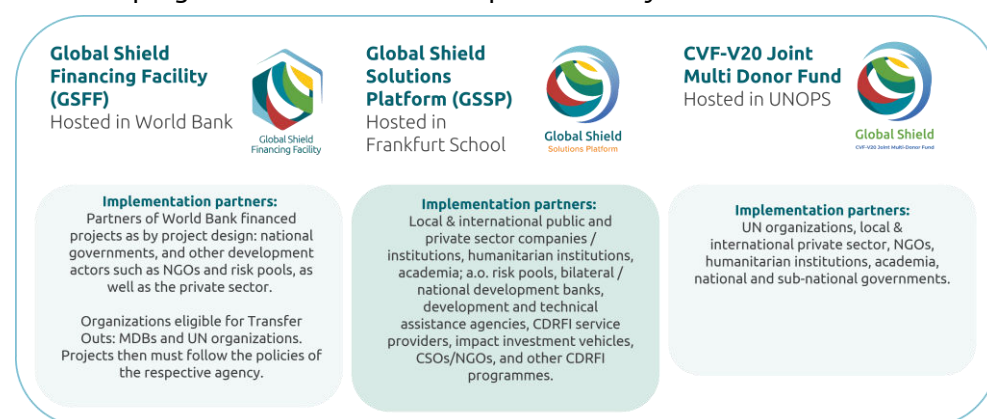 Global Shield
Financing Facility
(GSFF)
Hosted in World Bank
Global Shield
Financing Facility
Global Shield
Solutions
Platform (GSSP)
Hosted in
Frankfurt School
Global Shield
Solutions Platform
CVF-V20 Joint
Multi Donor Fund
Hosted in UNOPS
Global Shield
CVF-V20 Joint Multi-Donor Fund
Implementation partners:
Partners of World Bank financed
projects as by project design: national
governments, and other development
actors such as NGOs and risk pools, as
well as the private sector.
Organizations eligible for Transfer
Outs: MDBs and UN organizations.
Projects then must follow the policies of
the respective agency.
Implementation partners:
Local & international public and
private sector companies /
institutions, humanitarian institutions,
academia; a.o. risk pools, bilateral /
national development banks,
development and technical
assistance agencies, CDRFI service
providers, impact investment vehicles,
CSOs/NGOs, and other CDRFI
programmes.
Implementation partners:
UN organizations, local &
international private sector, NGOs,
humanitarian institutions, academia,
national and sub-national governments.